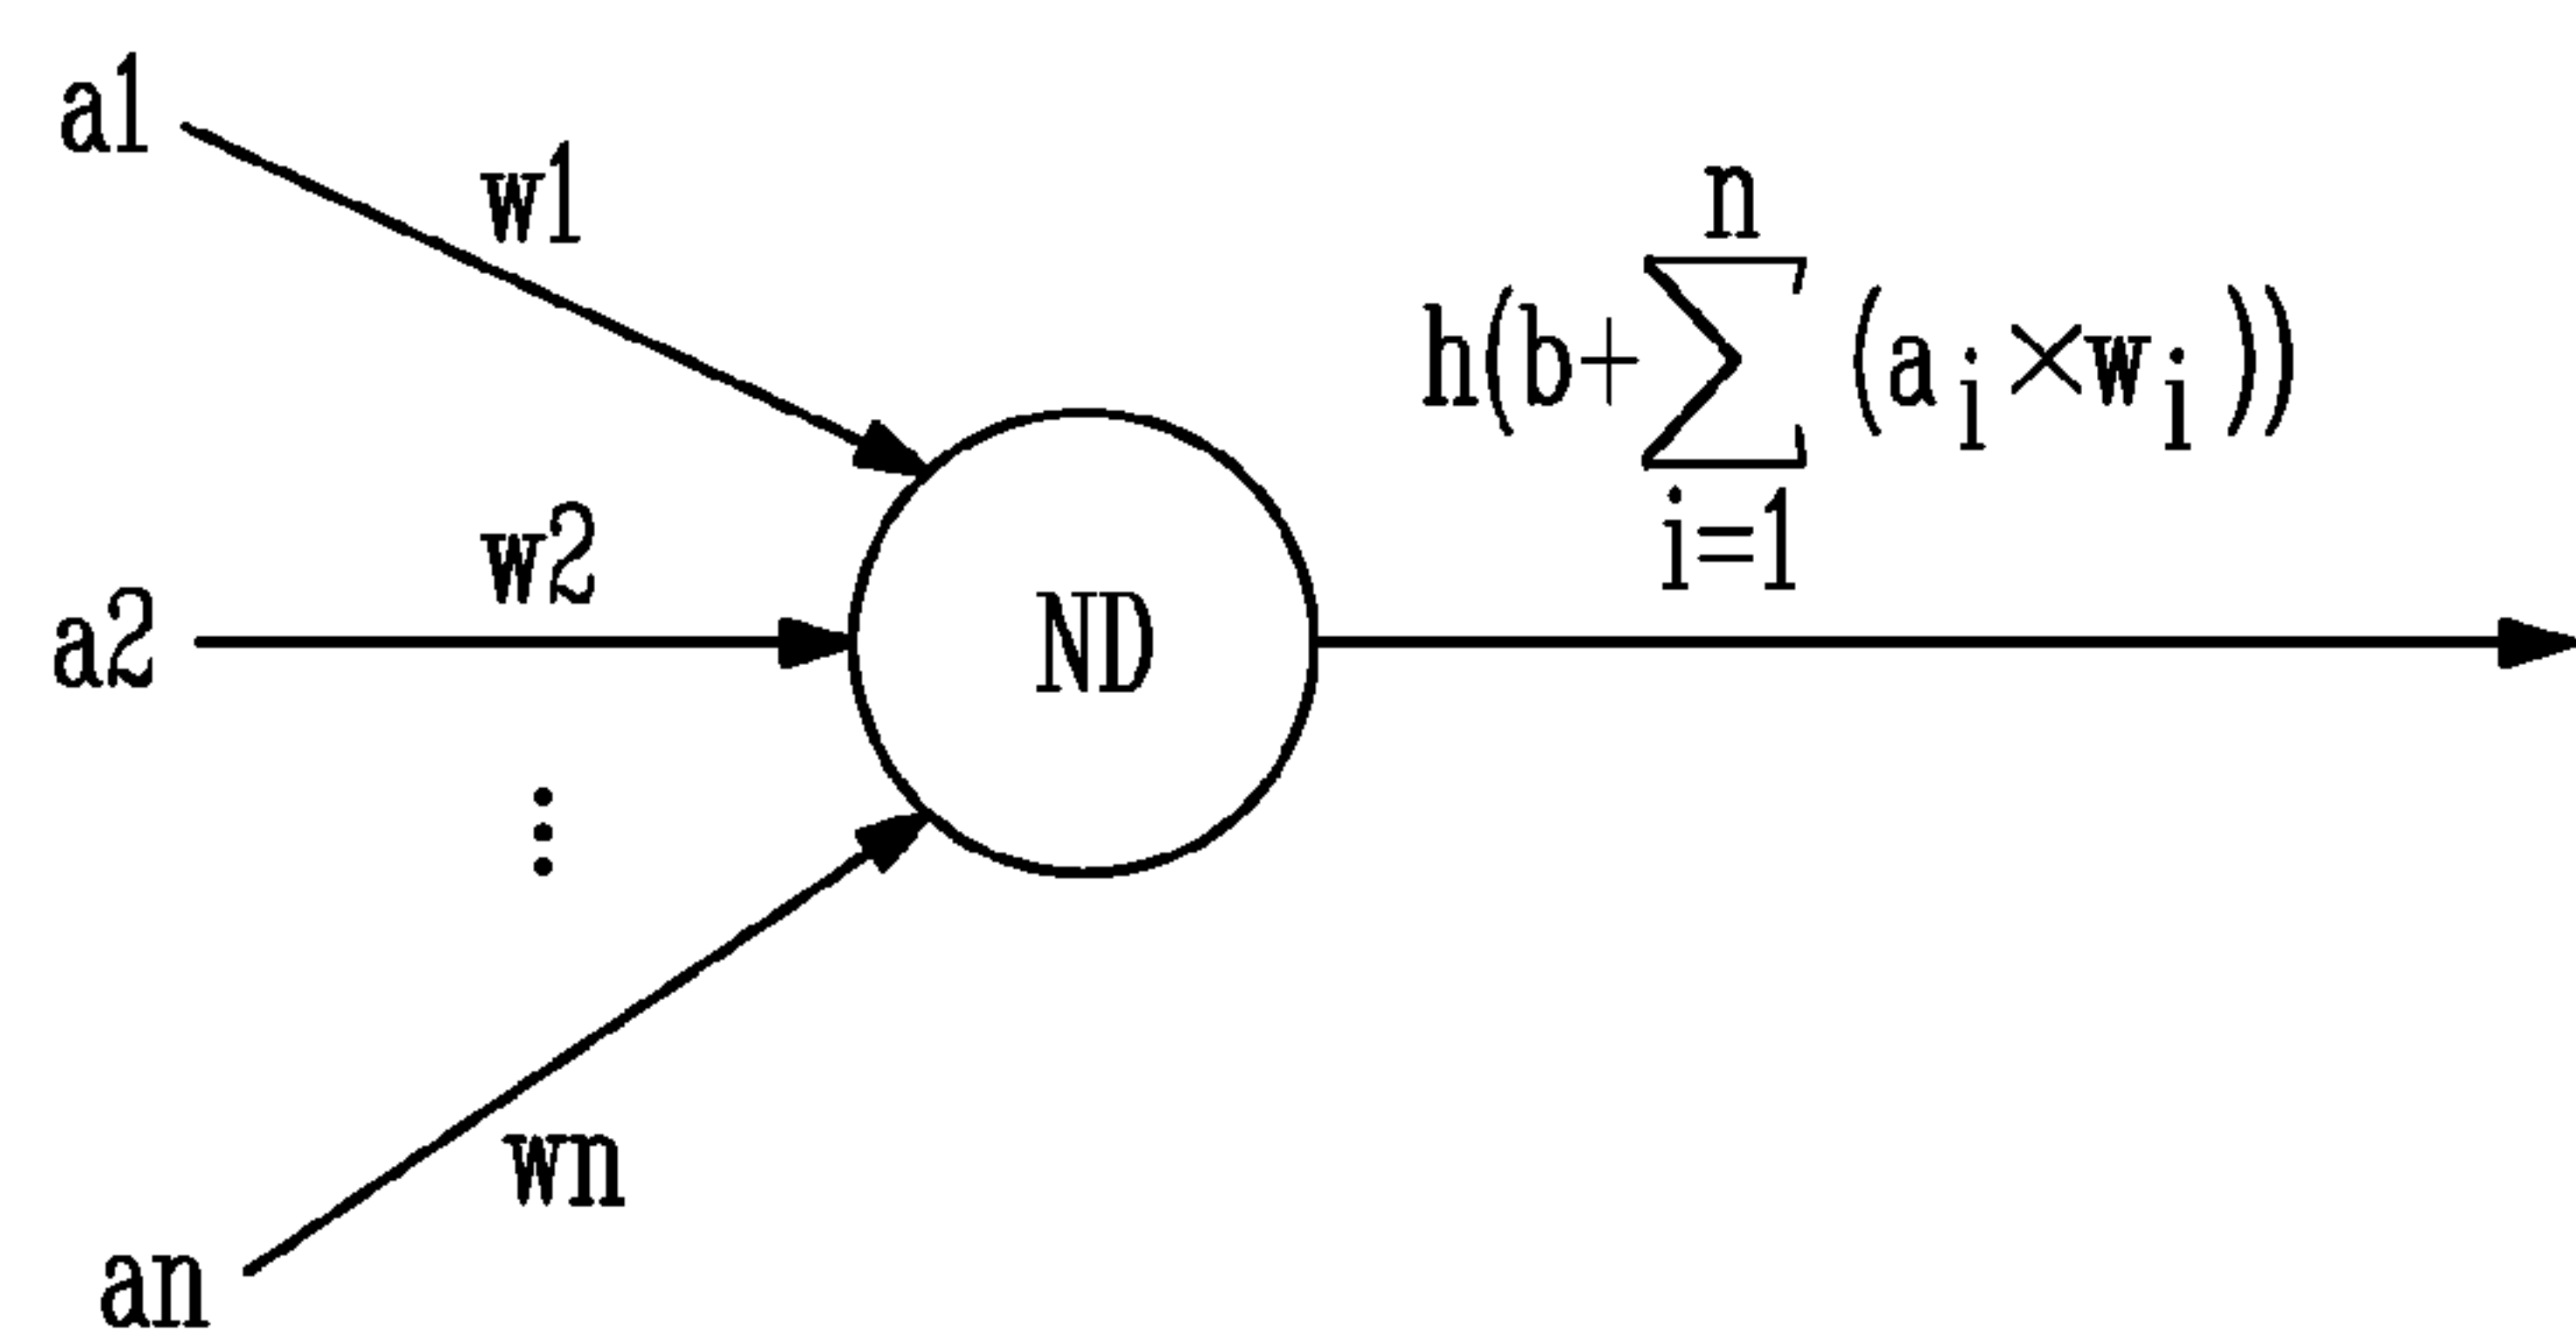 a1
w1
n
h(b+∑(a_i×w_i))
i=1
w2
a2
ND
⋮
wn
an